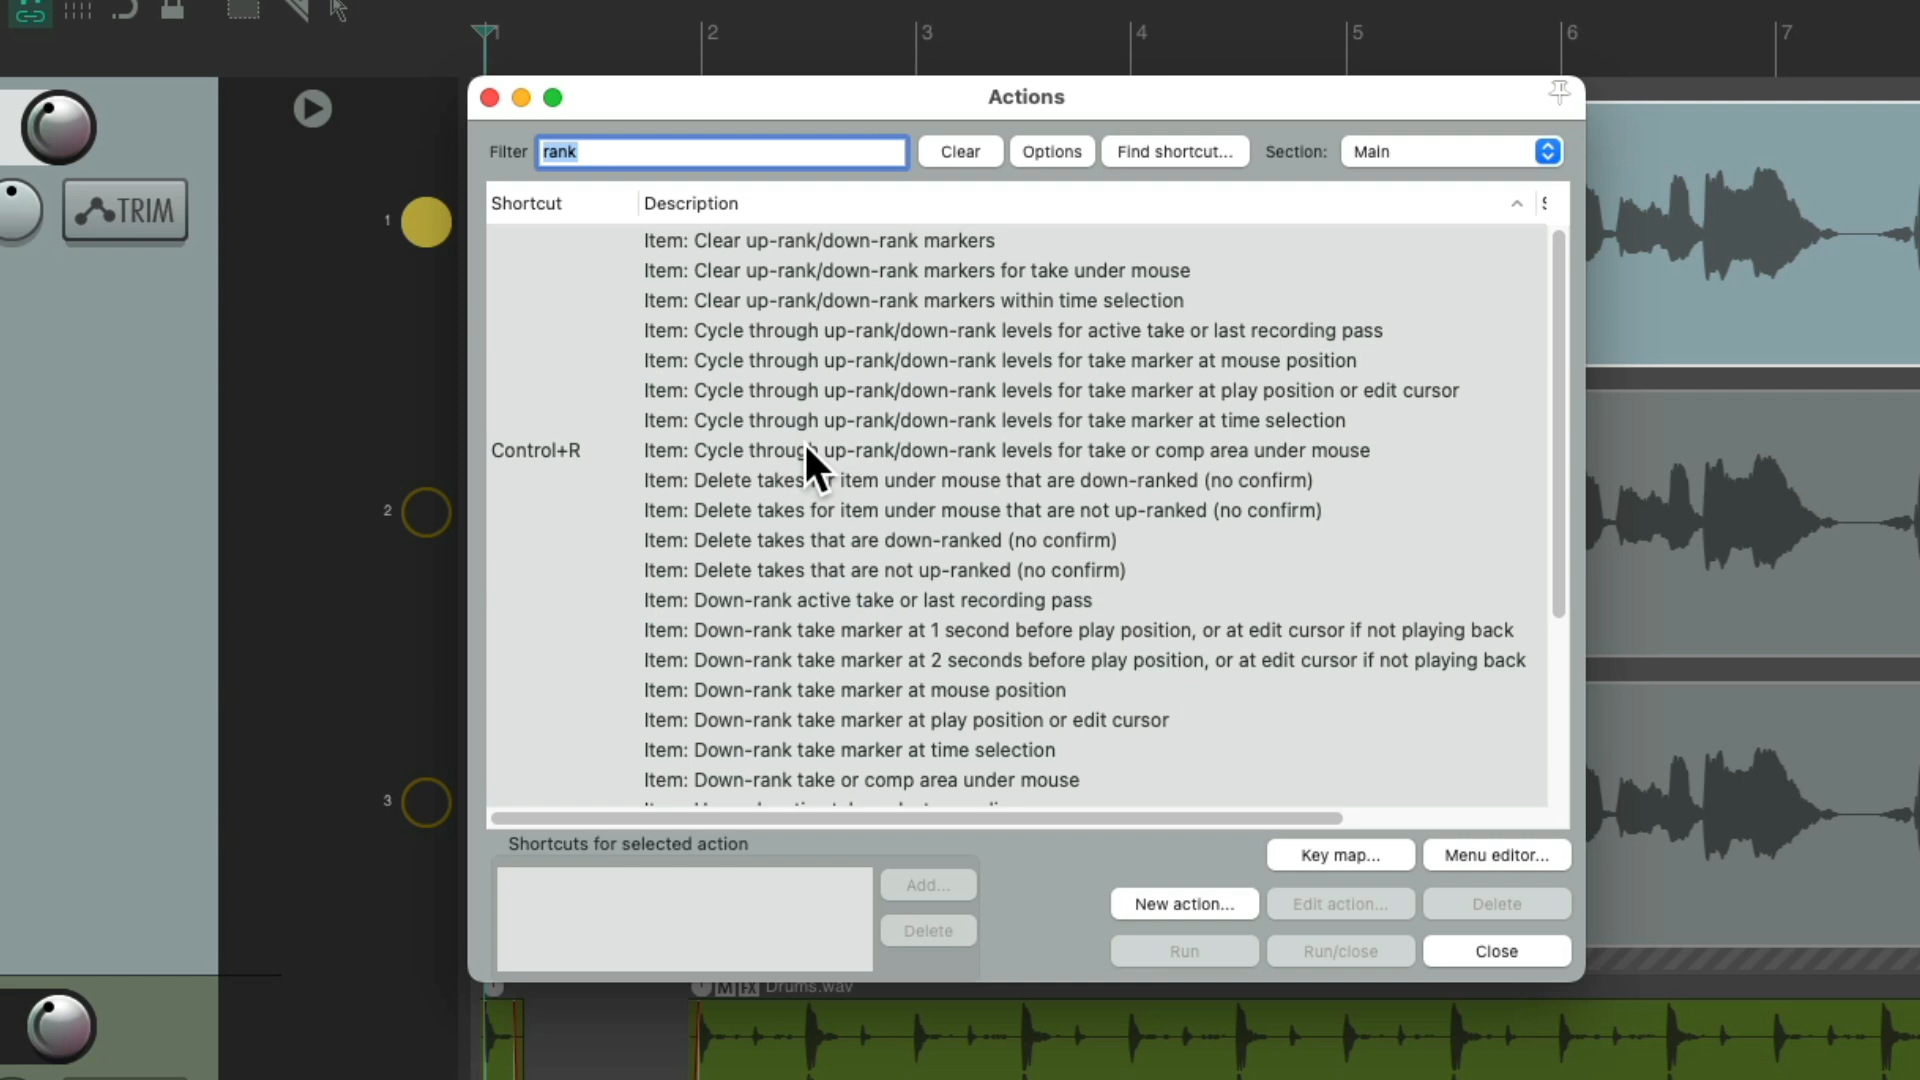 1 2 3 4 5 6 7
Actions
Filter rank Clear Options Find shortcut... Section: Main
Shortcut Description
Item: Clear up-rank/down-rank markers
Item: Clear up-rank/down-rank markers for take under mouse
Item: Clear up-rank/down-rank markers within time selection
Item: Cycle through up-rank/down-rank levels for active take or last recording pass
Item: Cycle through up-rank/down-rank levels for take marker at mouse position
Item: Cycle through up-rank/down-rank levels for take marker at play position or edit cursor
Item: Cycle through up-rank/down-rank levels for take marker at time selection
Control+R Item: Cycle through up-rank/down-rank levels for take or comp area under mouse
Item: Delete takes for item under mouse that are down-ranked (no confirm)
Item: Delete takes for item under mouse that are not up-ranked (no confirm)
Item: Delete takes that are down-ranked (no confirm)
Item: Delete takes that are not up-ranked (no confirm)
Item: Down-rank active take or last recording pass
Item: Down-rank take marker at 1 second before play position, or at edit cursor if not playing back
Item: Down-rank take marker at 2 seconds before play position, or at edit cursor if not playing back
Item: Down-rank take marker at mouse position
Item: Down-rank take marker at play position or edit cursor
Item: Down-rank take marker at time selection
Item: Down-rank take or comp area under mouse
Shortcuts for selected action
Add...
Delete
Key map... Menu editor...
New action... Edit action... Delete
Run Run/close Close
TRIM
1
2
3
M FX Drums.wav